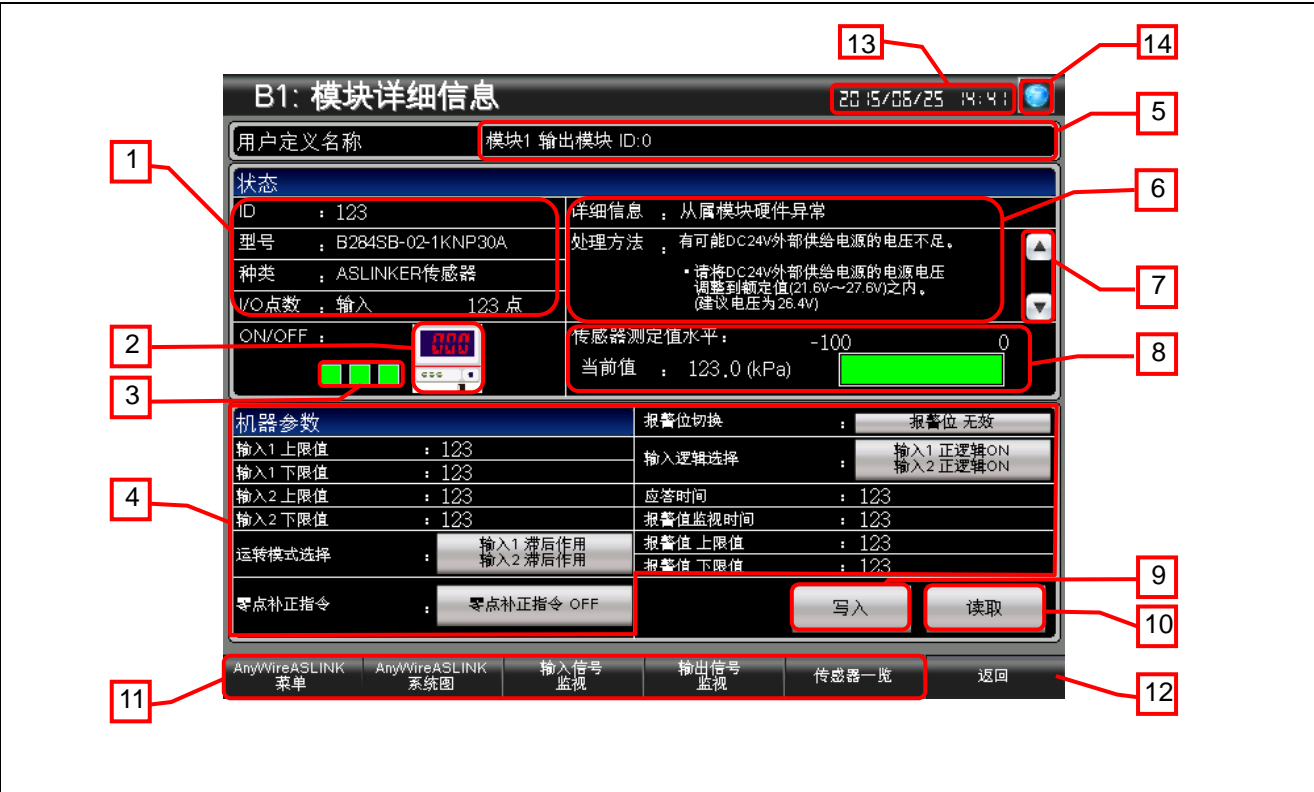 13
14
B1: 模块详细信息
2015/06/25 14:41
5
用户定义名称
模块1 输出模块 ID:0
1
状态
6
ID : 123
详细信息 : 从属模块硬件异常
型号 : B284SB-02-1KNP30A
处理方法 : 有可能DC24V外部供给电源的电压不足。
种类 : ASLINKER传感器
・请将DC24V外部供给电源的电源电压
调整到额定值(21.6V～27.6V)之内。
(建议电压为26.4V)
7
I/O点数 : 输入 123 点
2
ON/OFF :
000
传感器测定值水平:
-100 0
8
当前值 : 123.0 (kPa)
3
机器参数
报警位切换 : 报警位 无效
输入1 上限值 : 123
输入1 下限值 : 123
输入逻辑选择 : 输入1 正逻辑ON
输入2 正逻辑ON
4
输入2 上限值 : 123
应答时间 : 123
输入2 下限值 : 123
报警值监视时间 : 123
运转模式选择 : 输入1 滞后作用
输入2 滞后作用
报警值 上限值 : 123
报警值 下限值 : 123
9
零点补正指令 : 零点补正指令 OFF
写入
读取
10
AnyWireASLINK
菜单
AnyWireASLINK
系统图
输入信号
监视
输出信号
监视
传感器一览
返回
11
12